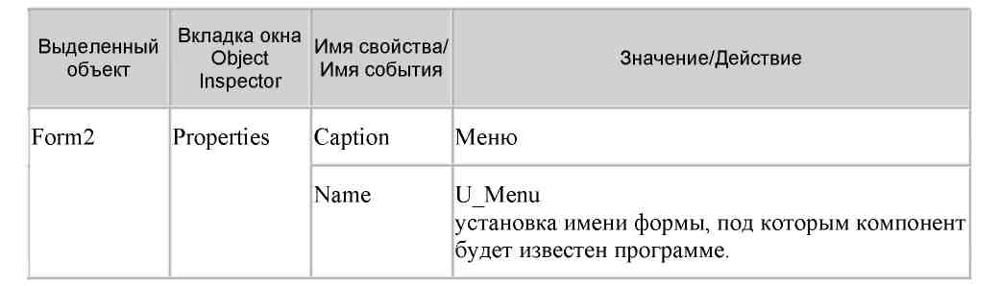 Выделенный
объект
Вкладка окна
Object
Inspector
Имя свойства/
Имя события
Значение/Действие
Form2
Properties
Caption
Меню
Name
U_Menu
установка имени формы, под которым компонент
будет известен программе.